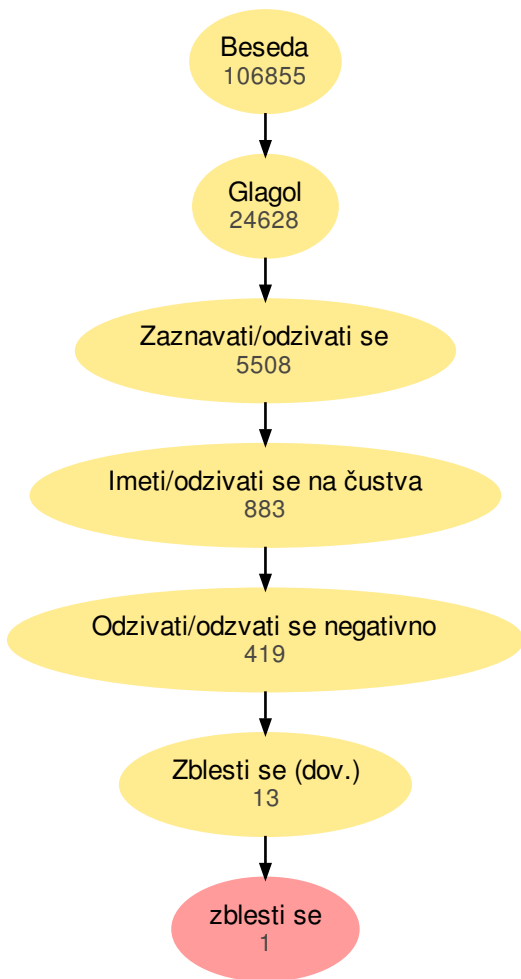 Beseda
106855
Glagol
24628
Zaznavati/odzivati se
5508
Imeti/odzivati se na čustva
883
Odzivati/odzvati se negativno
419
Zblesti se (dov.)
13
zblesti se
1